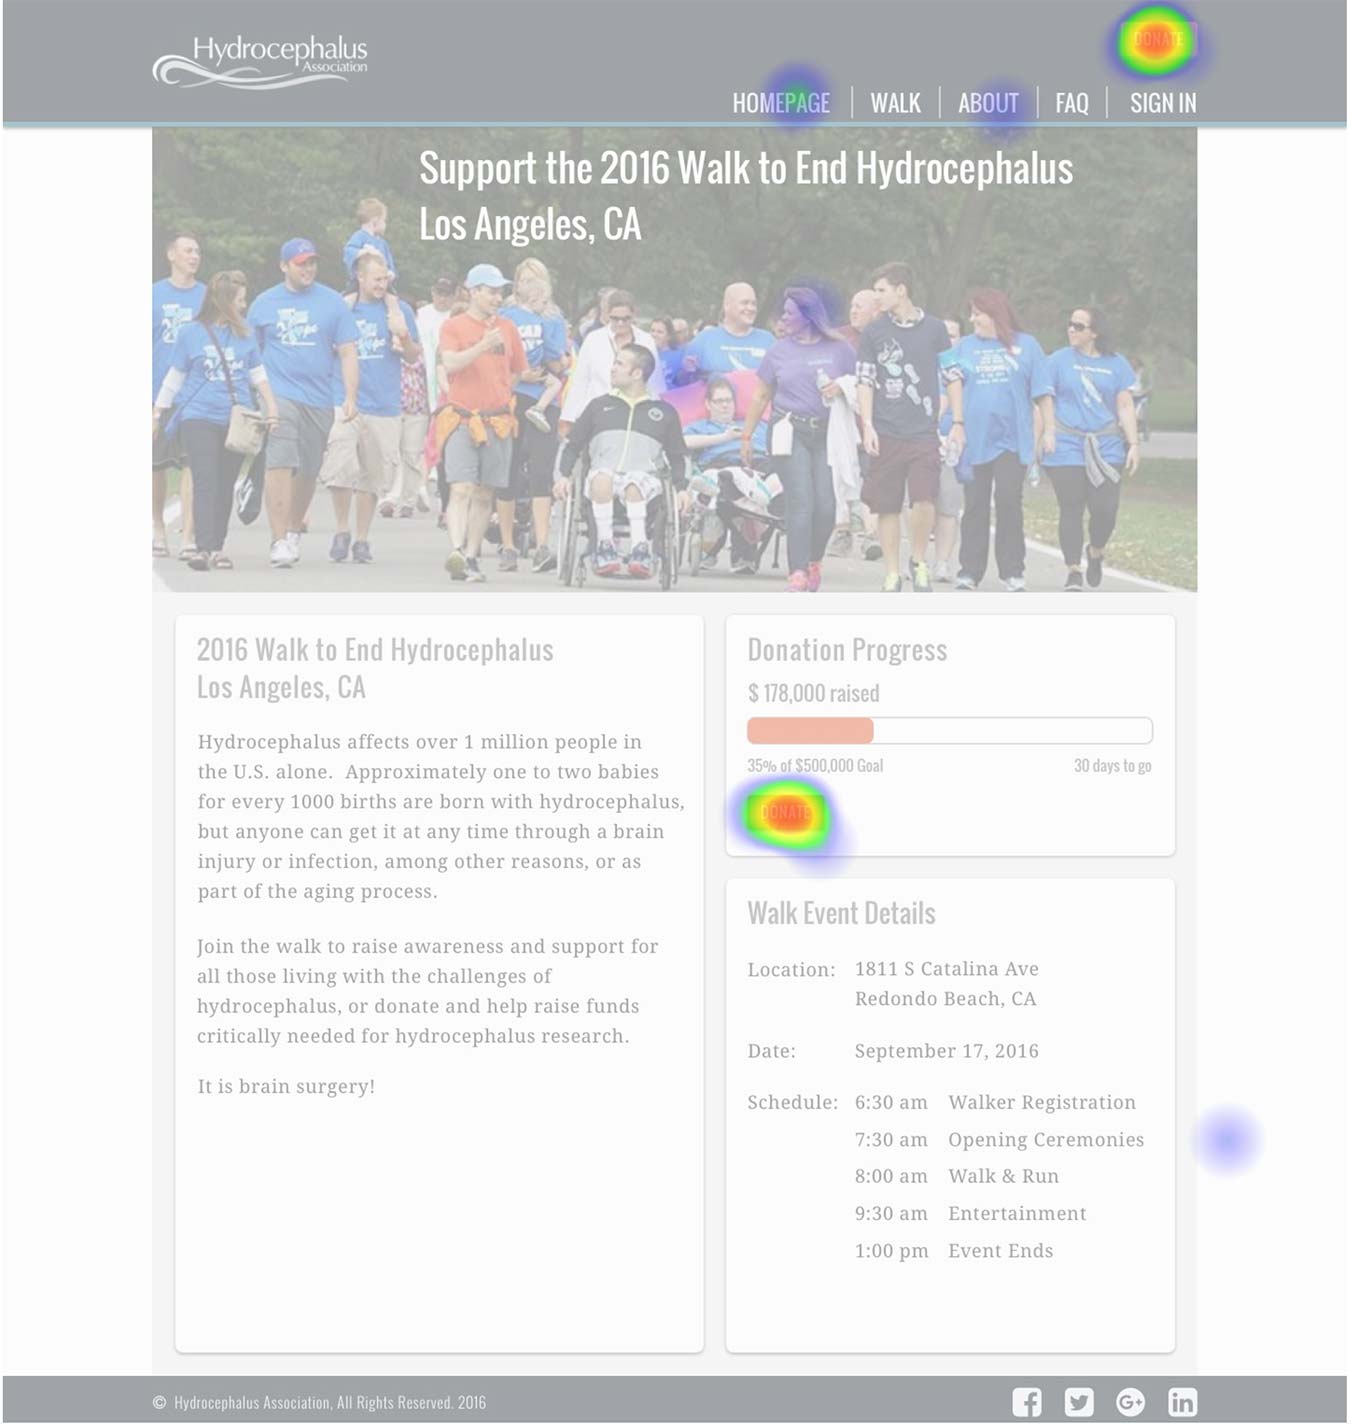 Hydrocephalus
Association
DONATE
HOMEPAGE
WALK
ABOUT
FAQ
SIGN IN
Support the 2016 Walk to End Hydrocephalus
Los Angeles, CA
2016 Walk to End Hydrocephalus
Los Angeles, CA
Hydrocephalus affects over 1 million people in
the U.S. alone. Approximately one to two babies
for every 1000 births are born with hydrocephalus,
but anyone can get it at any time through a brain
injury or infection, among other reasons, or as
part of the aging process.
Join the walk to raise awareness and support for
all those living with the challenges of
hydrocephalus, or donate and help raise funds
critically needed for hydrocephalus research.
It is brain surgery!
Donation Progress
$ 178,000 raised
35% of $500,000 Goal
30 days to go
DONATE
Walk Event Details
Location: 1811 S Catalina Ave
Redondo Beach, CA
Date: September 17, 2016
Schedule: 6:30 am Walker Registration
7:30 am Opening Ceremonies
8:00 am Walk & Run
9:30 am Entertainment
1:00 pm Event Ends
© Hydrocephalus Association, All Rights Reserved. 2016